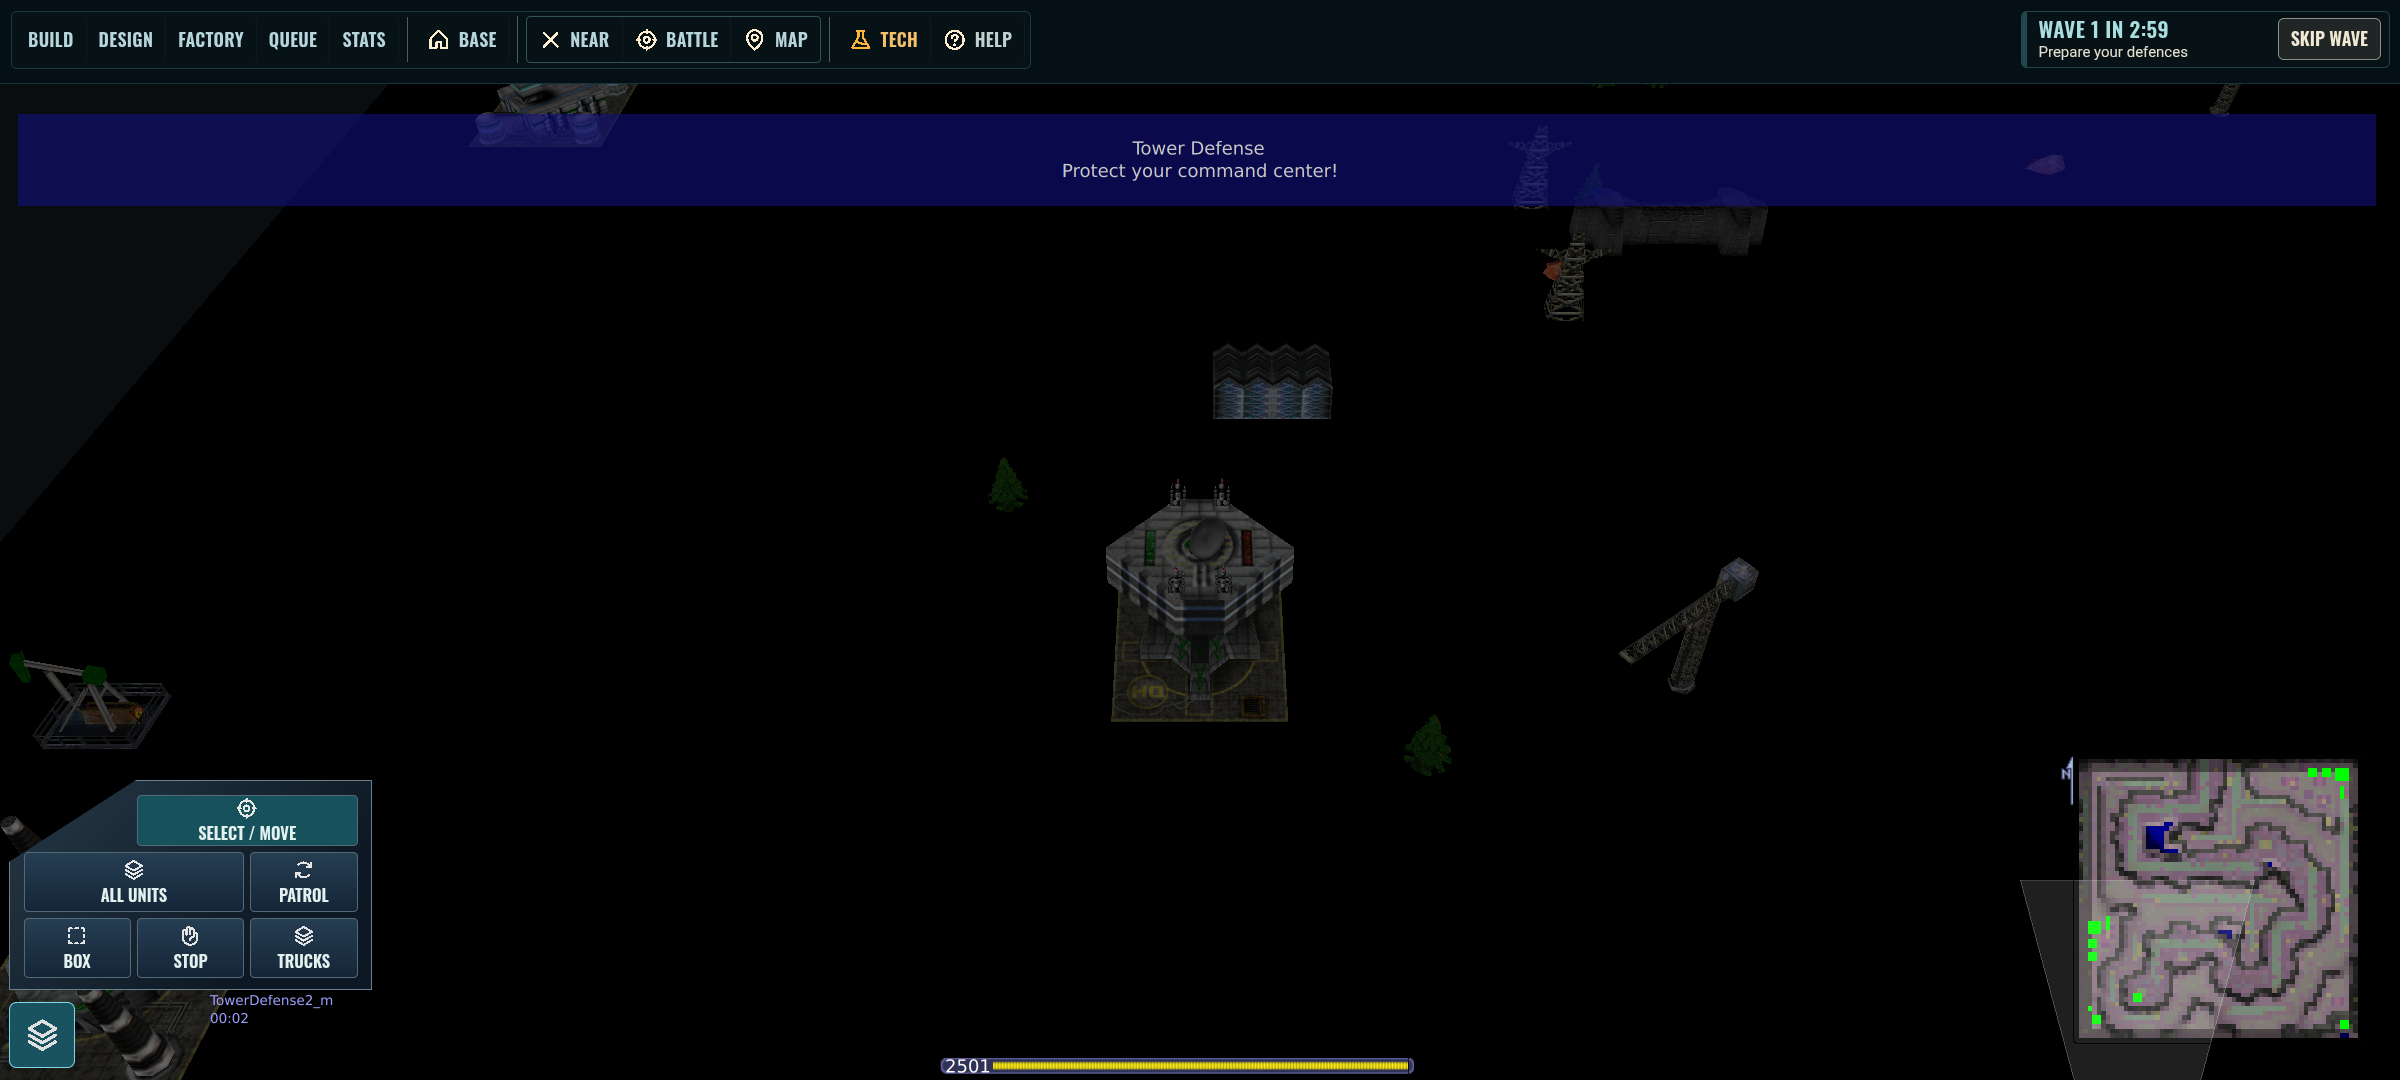 BUILD DESIGN FACTORY QUEUE STATS BASE NEAR BATTLE MAP TECH HELP
WAVE 1 IN 2:59
Prepare your defences
SKIP WAVE
Tower Defense
Protect your command center!
HQ
SELECT / MOVE
ALL UNITS PATROL
BOX STOP TRUCKS
TowerDefense2_m
00:02
N
2501